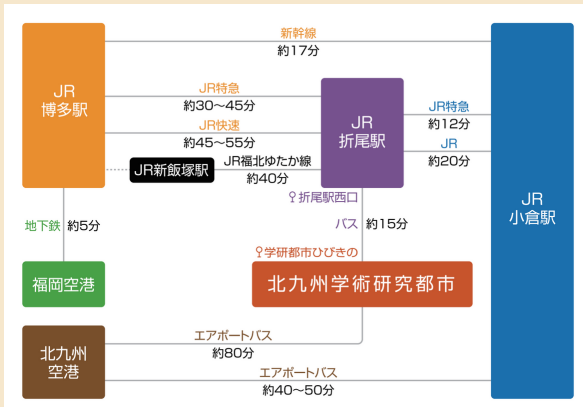 新幹線
約17分
JR
博多駅
JR特急
約30〜45分
JR快速
約45〜55分
JR
折尾駅
JR特急
約12分
JR
約20分
JR新飯塚駅
JR福北ゆたか線
約40分
JR
小倉駅
折尾駅西口
地下鉄 約5分
バス 約15分
学研都市ひびきの
福岡空港
北九州学術研究都市
エアポートバス
約80分
北九州
空港
エアポートバス
約40〜50分